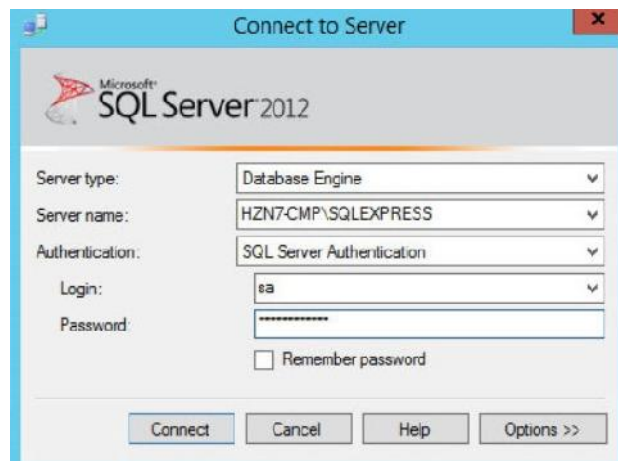 Connect to Server
x
Microsoft
SQL Server 2012
Server type: Database Engine
Server name: HZN7-CMP\SQLEXPRESS
Authentication: SQL Server Authentication
Login: sa
Password: *************
Remember password
Connect Cancel Help Options >>